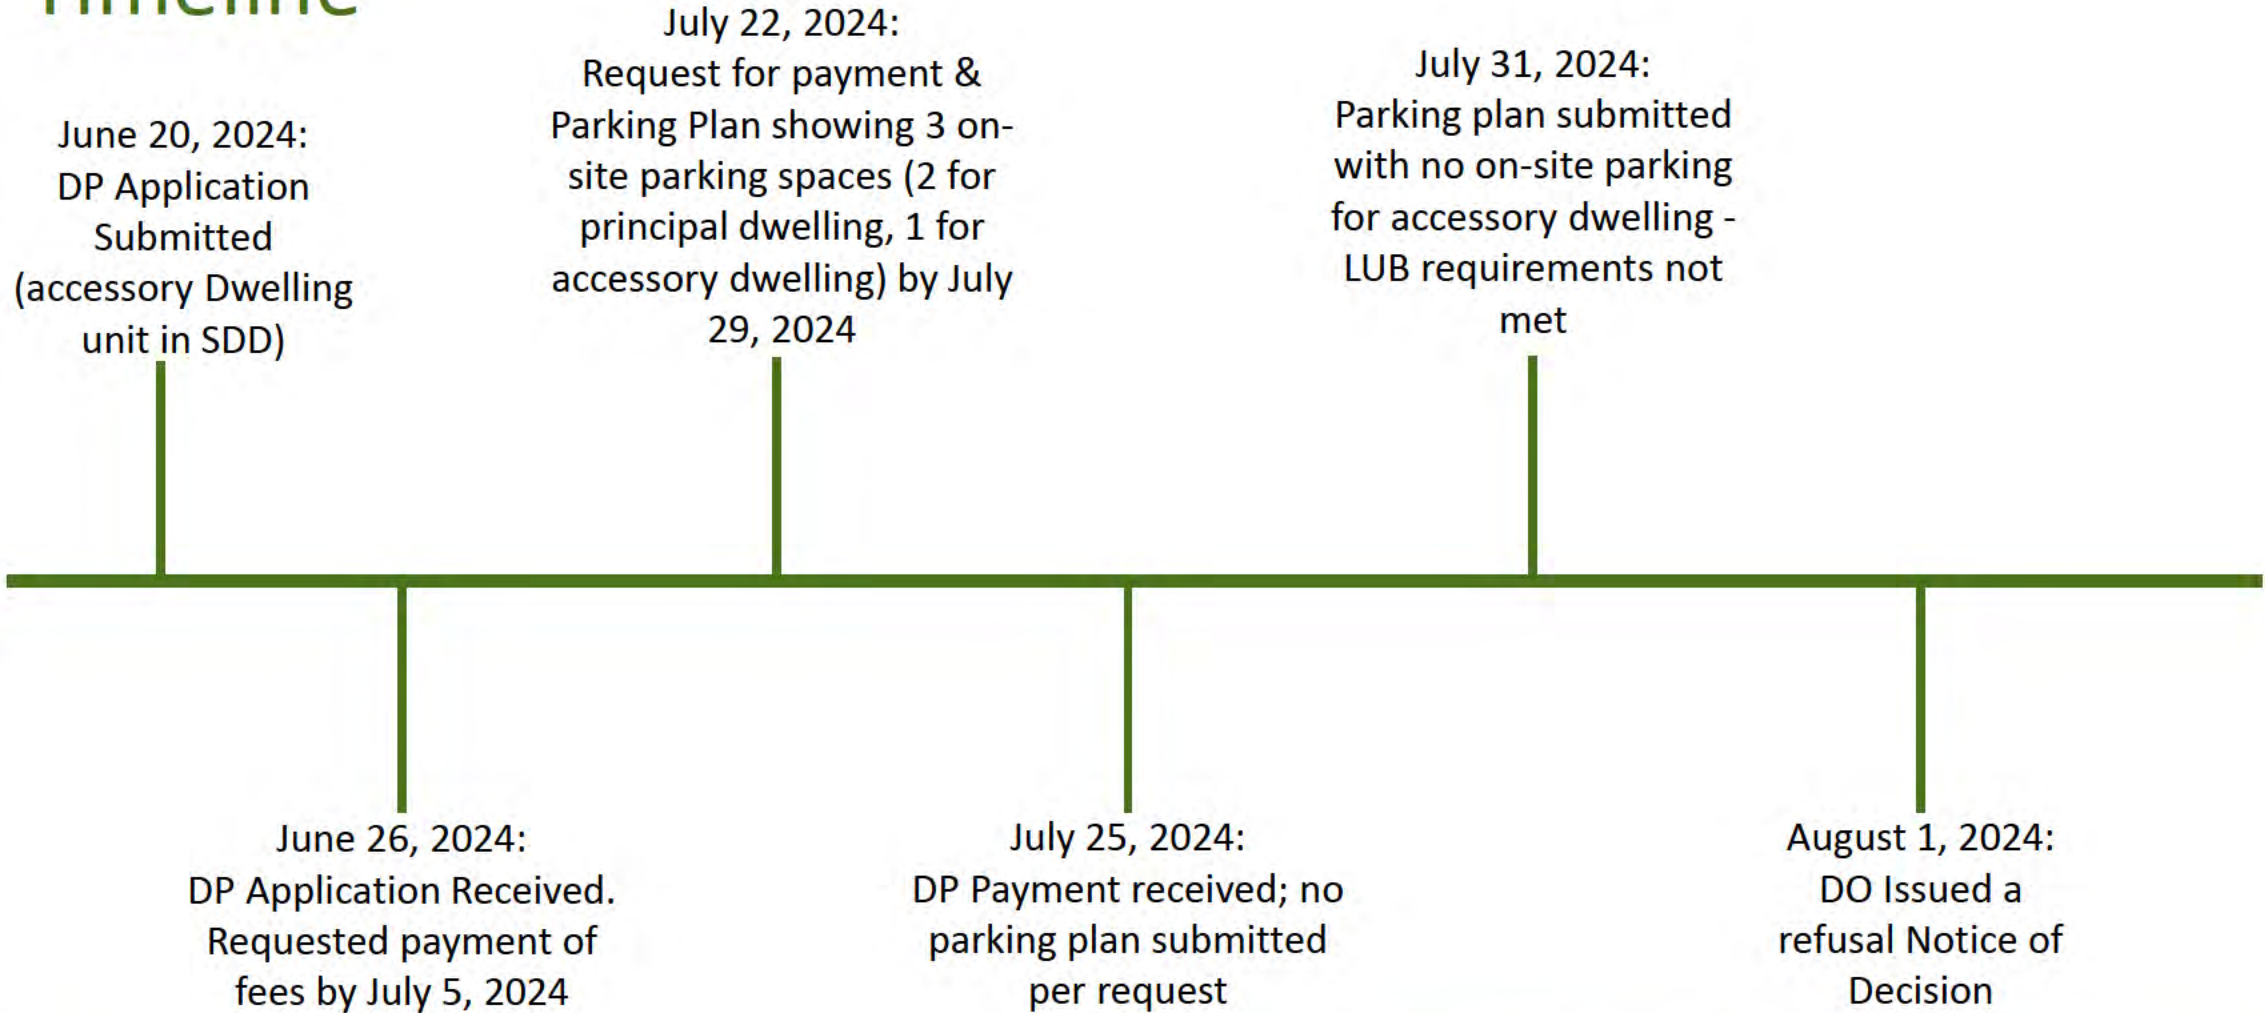 Timeline
June 20, 2024:
DP Application
Submitted
(accessory Dwelling
unit in SDD)
July 22, 2024:
Request for payment &
Parking Plan showing 3 on-
site parking spaces (2 for
principal dwelling, 1 for
accessory dwelling) by July
29, 2024
July 31, 2024:
Parking plan submitted
with no on-site parking
for accessory dwelling -
LUB requirements not
met
June 26, 2024:
DP Application Received.
Requested payment of
fees by July 5, 2024
July 25, 2024:
DP Payment received; no
parking plan submitted
per request
August 1, 2024:
DO Issued a
refusal Notice of
Decision